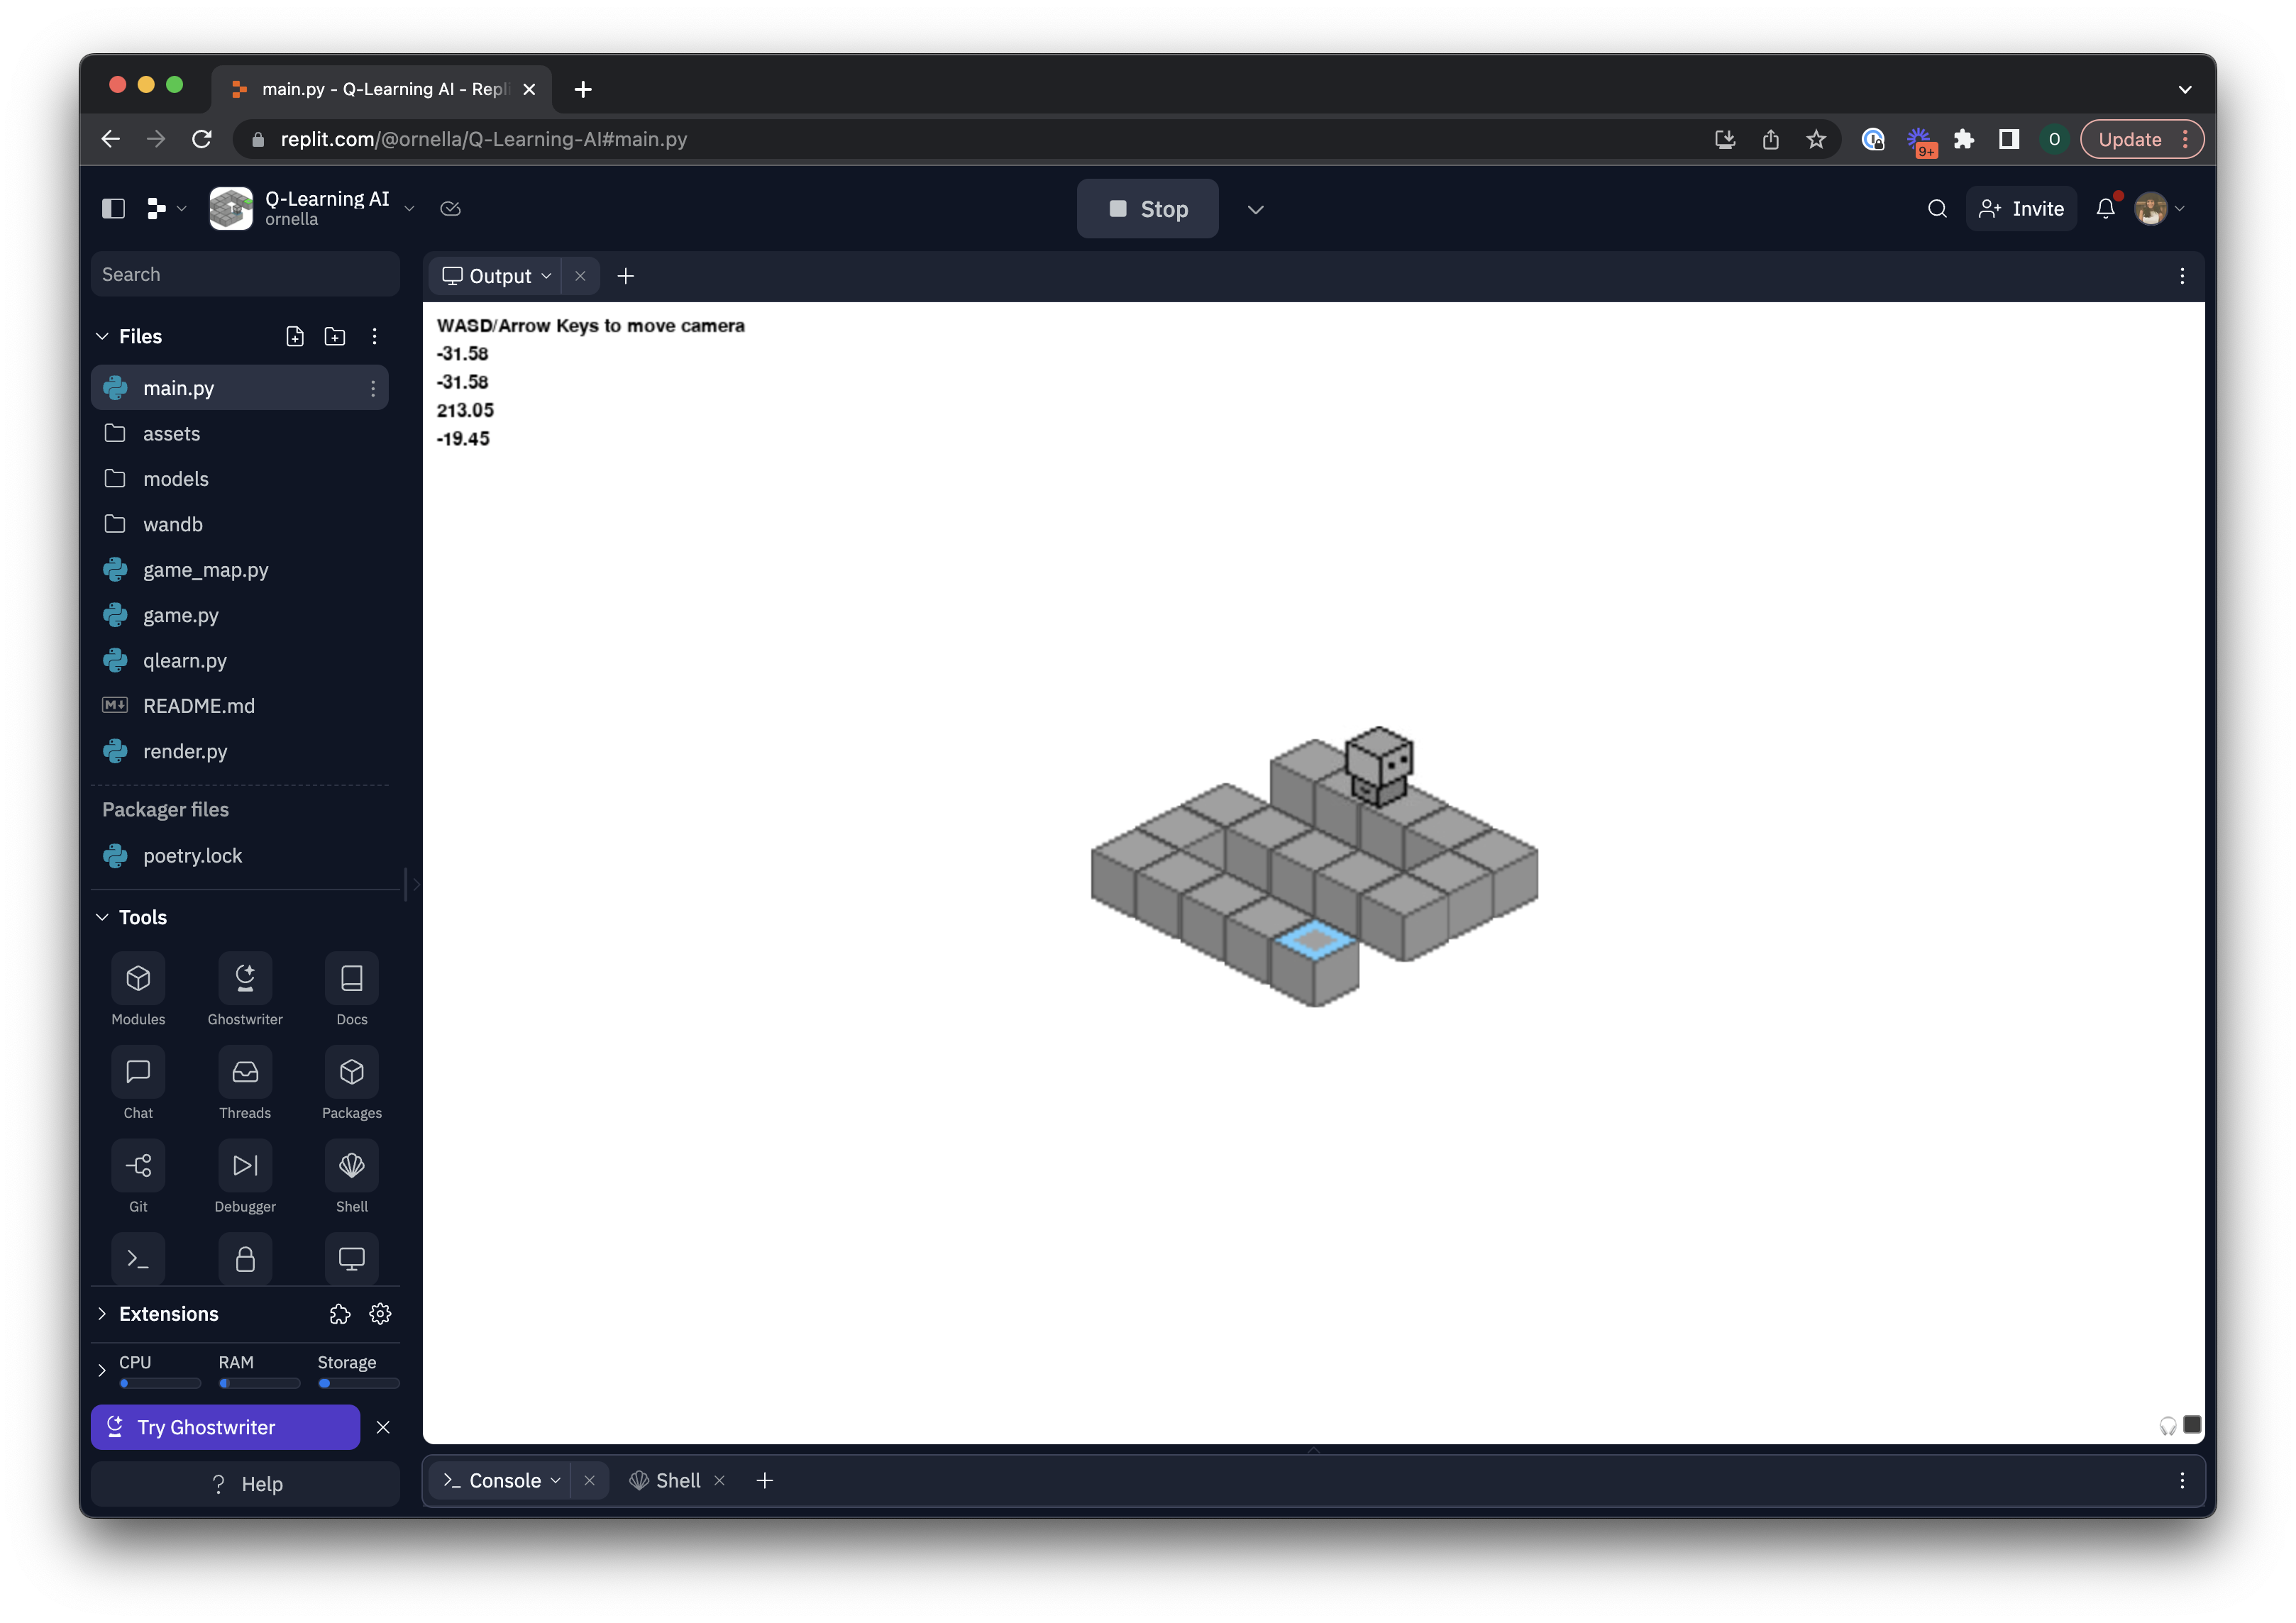 main.py - Q-Learning AI - Repl
replit.com/@ornella/Q-Learning-AI#main.py
9+
O
Update
Q-Learning AI
ornella
Stop
Invite
Search
Output
Files
main.py
assets
models
wandb
game_map.py
game.py
qlearn.py
M↓ README.md
render.py
Packager files
poetry.lock
Tools
Modules
Ghostwriter
Docs
Chat
Threads
Packages
Git
Debugger
Shell
Extensions
CPU
RAM
Storage
Try Ghostwriter
? Help
WASD/Arrow Keys to move camera
-31.58
-31.58
213.05
-19.45
Console
Shell